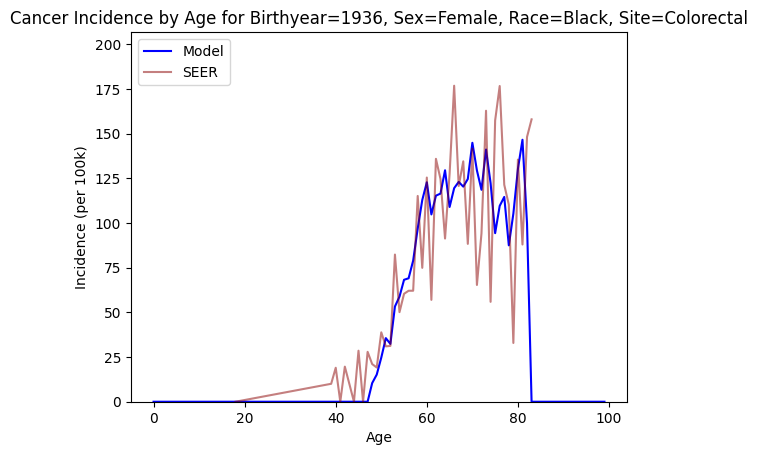 Cancer Incidence by Age for Birthyear=1936, Sex=Female, Race=Black, Site=Colorectal
Model
SEER
200
175
150
125
100
75
50
25
0
Incidence (per 100k)
0 20 40 60 80 100
Age